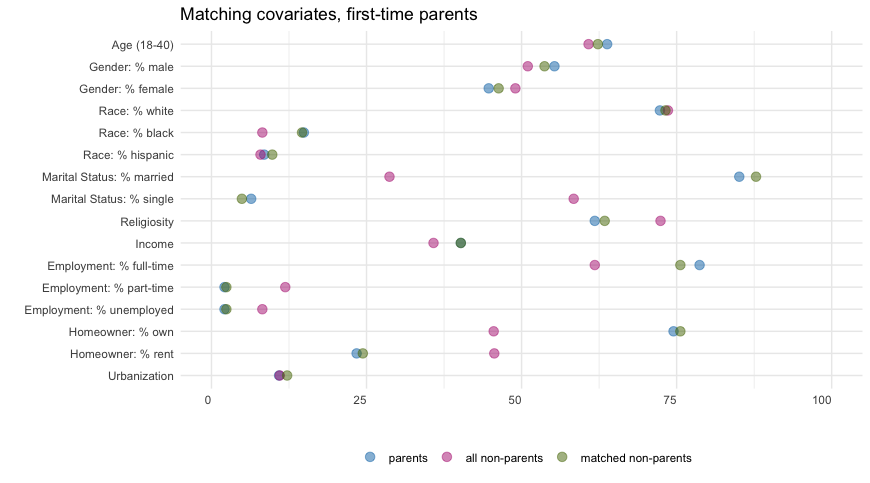 Matching covariates, first-time parents
Age (18-40)
Gender: % male
Gender: % female
Race: % white
Race: % black
Race: % hispanic
Marital Status: % married
Marital Status: % single
Religiosity
Income
Employment: % full-time
Employment: % part-time
Employment: % unemployed
Homeowner: % own
Homeowner: % rent
Urbanization
0 25 50 75 100
parents all non-parents matched non-parents